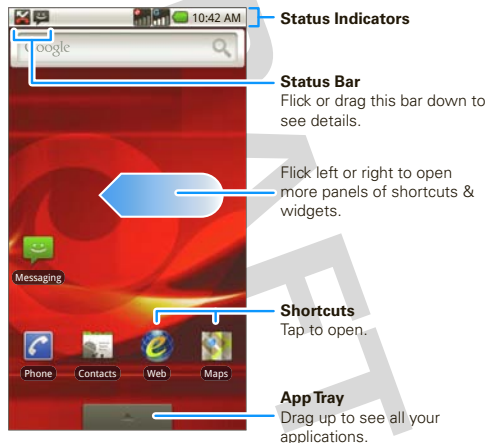 10:42 AM
Status Indicators
Google
Status Bar
Flick or drag this bar down to
see details.
Flick left or right to open
more panels of shortcuts &
widgets.
Messaging
Shortcuts
Tap to open.
Phone
Contacts
Web
Maps
App Tray
Drag up to see all your
applications.